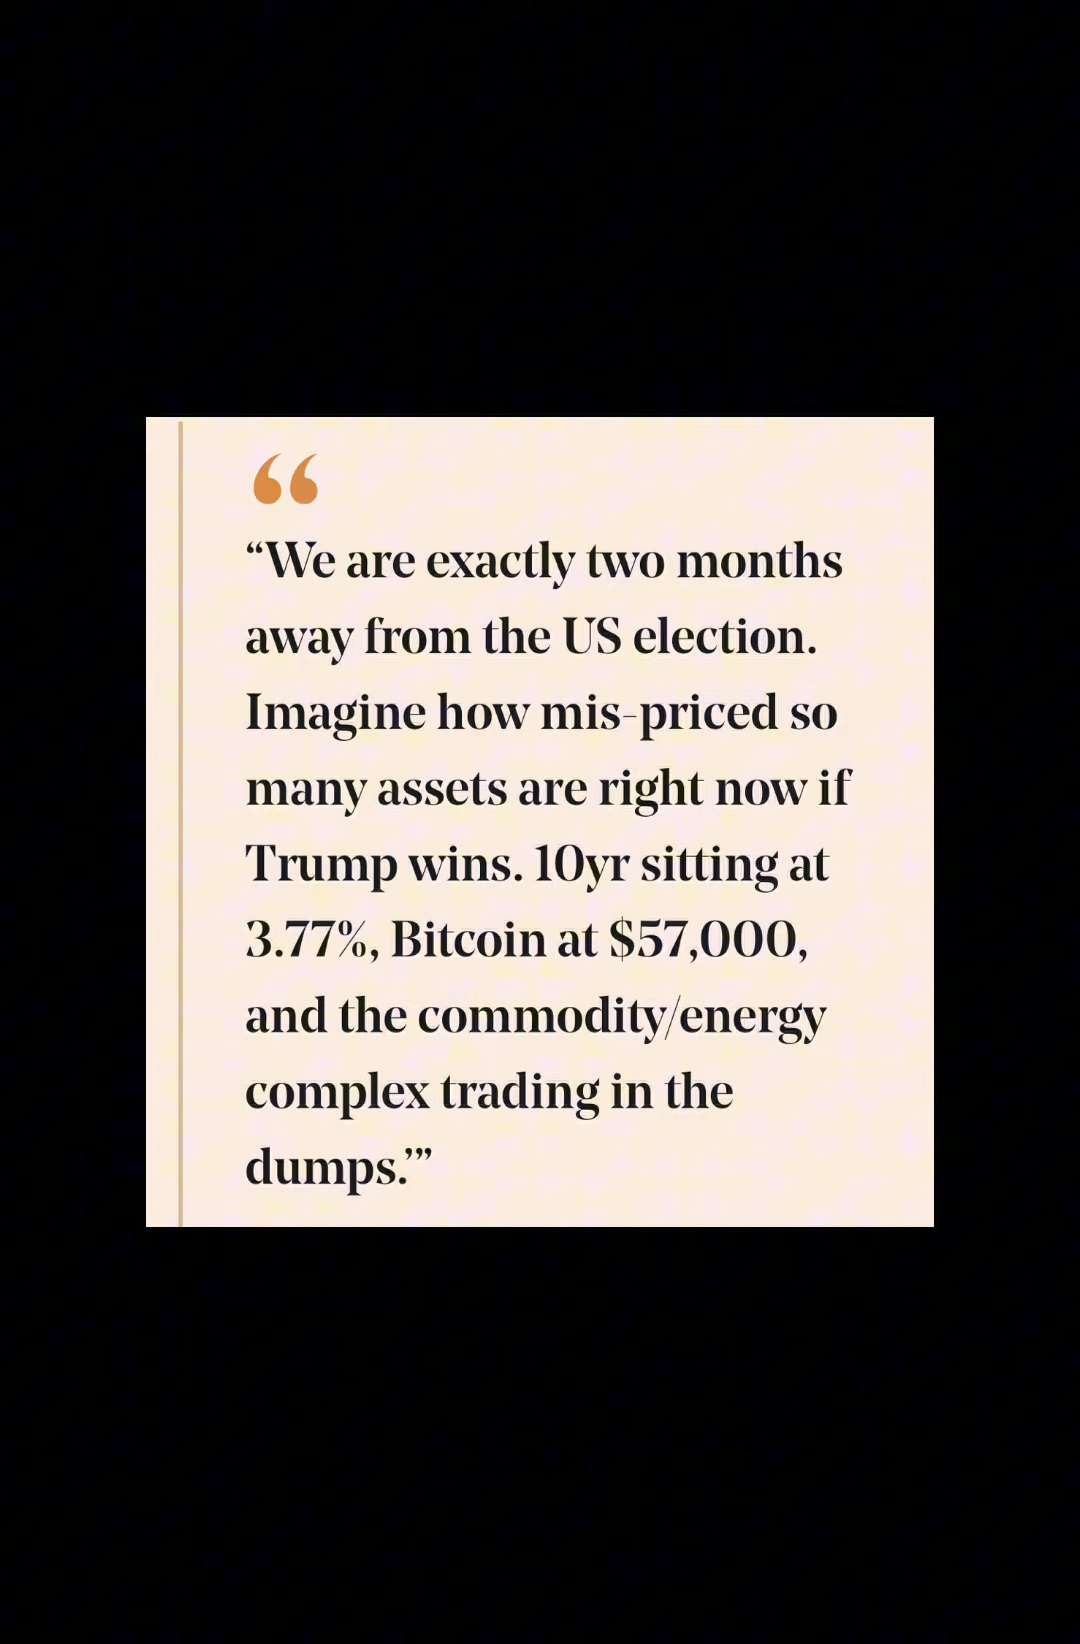 “
“We are exactly two months
away from the US election.
Imagine how mis-priced so
many assets are right now if
Trump wins. 10yr sitting at
3.77%, Bitcoin at $57,000,
and the commodity/energy
complex trading in the
dumps.’”